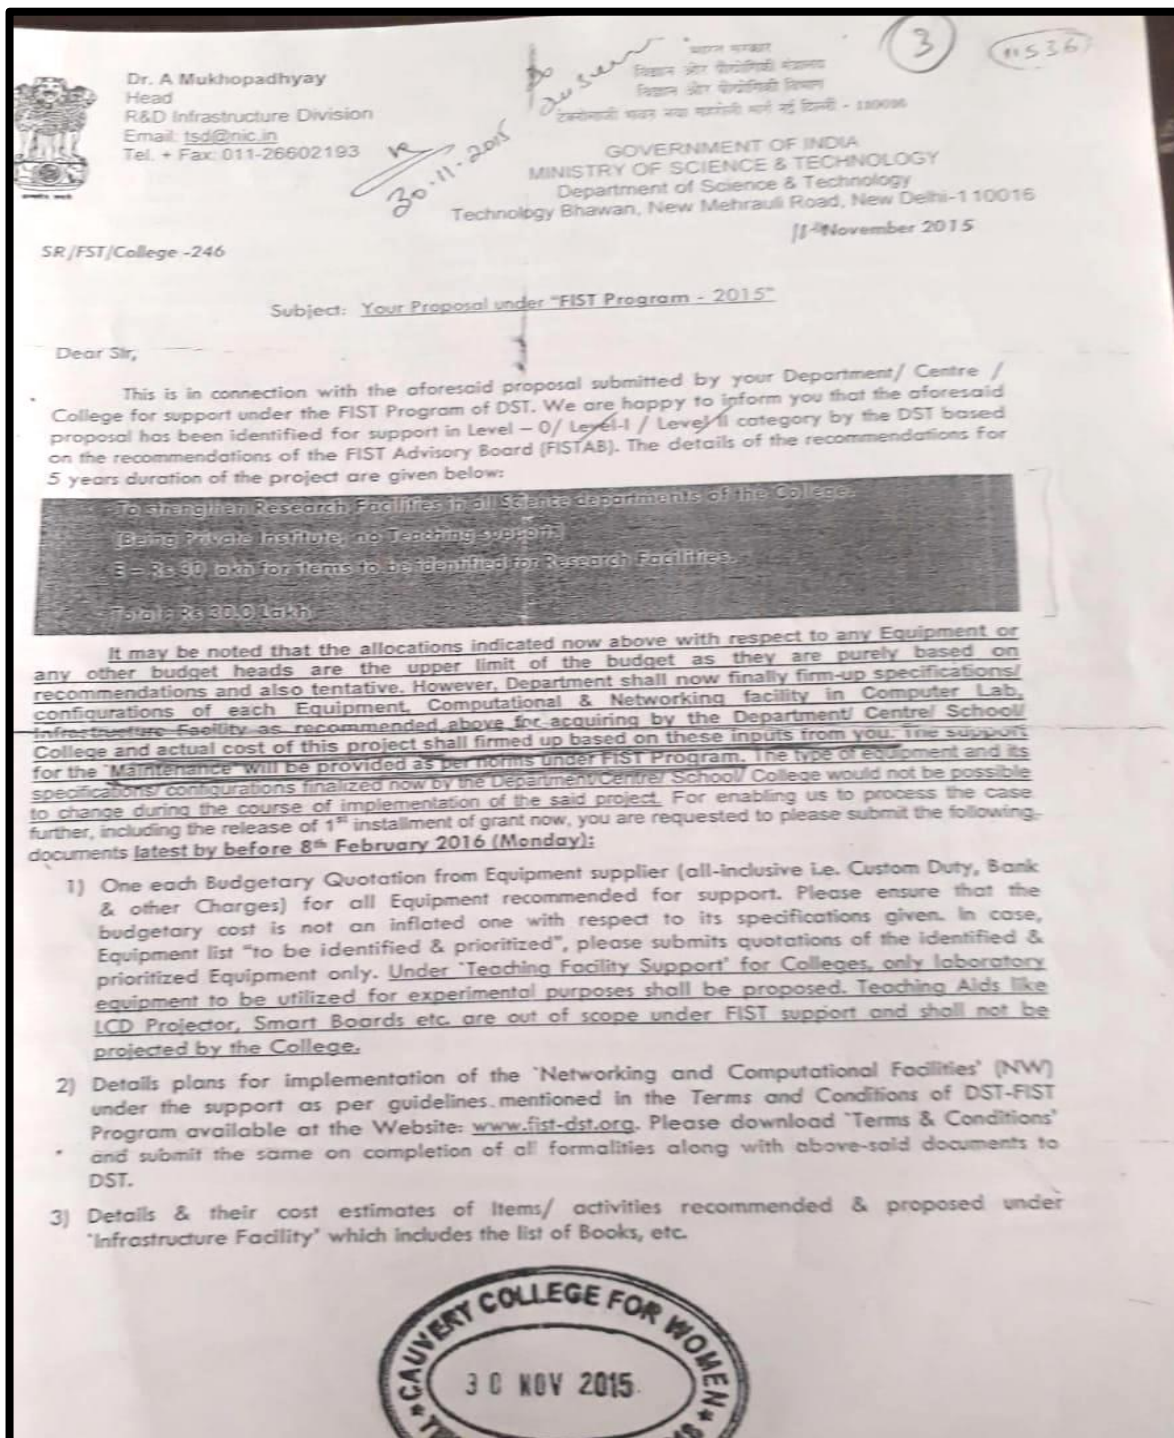 3
11536
Dr. A Mukhopadhyay
Head
R&D Infrastructure Division
Email: tsd@nic.in
Tel. + Fax: 011-26602193
30-11-2015
भारत सरकार
विज्ञान और प्रौद्योगिकी मंत्रालय
विज्ञान और प्रौद्योगिकी विभाग
टेक्नोलाजी भवन नया महरौली मार्ग नई दिल्ली - 110016
GOVERNMENT OF INDIA
MINISTRY OF SCIENCE & TECHNOLOGY
Department of Science & Technology
Technology Bhawan, New Mehrauli Road, New Delhi-110016
November 2015
SR/FST/College -246
Subject: Your Proposal under "FIST Program - 2015"
Dear Sir,
This is in connection with the aforesaid proposal submitted by your Department/ Centre /
College for support under the FIST Program of DST. We are happy to inform you that the aforesaid
proposal has been identified for support in Level – 0/ Level-I / Level II category by the DST based
on the recommendations of the FIST Advisory Board (FISTAB). The details of the recommendations for
5 years duration of the project are given below:
To strengthen Research Facilities in all Science departments of the College.
(Being Private Institute, no Teaching support)
E – Rs 30 lakh for items to be identified for Research Facilities.
Total: Rs 30.0 Lakh
It may be noted that the allocations indicated now above with respect to any Equipment or
any other budget heads are the upper limit of the budget as they are purely based on
recommendations and also tentative. However, Department shall now finally firm-up specifications/
configurations of each Equipment, Computational & Networking facility in Computer Lab,
Infrastructure Facility as recommended above for acquiring by the Department/ Centre/ School/
College and actual cost of this project shall firmed up based on these inputs from you. The support
for the 'Maintenance' will be provided as per norms under FIST Program. The type of equipment and its
specifications/ configurations finalized now by the Department/Centre/ School/ College would not be possible
to change during the course of implementation of the said project. For enabling us to process the case
further, including the release of 1st installment of grant now, you are requested to please submit the following
documents latest by before 8th February 2016 (Monday):
1) One each Budgetary Quotation from Equipment supplier (all-inclusive i.e. Custom Duty, Bank
& other Charges) for all Equipment recommended for support. Please ensure that the
budgetary cost is not an inflated one with respect to its specifications given. In case,
Equipment list "to be identified & prioritized", please submits quotations of the identified &
prioritized Equipment only. Under 'Teaching Facility Support' for Colleges, only laboratory
equipment to be utilized for experimental purposes shall be proposed. Teaching Aids like
LCD Projector, Smart Boards etc. are out of scope under FIST support and shall not be
projected by the College.
2) Details plans for implementation of the 'Networking and Computational Facilities' (NW)
under the support as per guidelines mentioned in the Terms and Conditions of DST-FIST
Program available at the Website: www.fist-dst.org. Please download 'Terms & Conditions'
and submit the same on completion of all formalities along with above-said documents to
DST.
3) Details & their cost estimates of Items/ activities recommended & proposed under
'Infrastructure Facility' which includes the list of Books, etc.
CAUVERY COLLEGE FOR WOMEN
30 NOV 2015